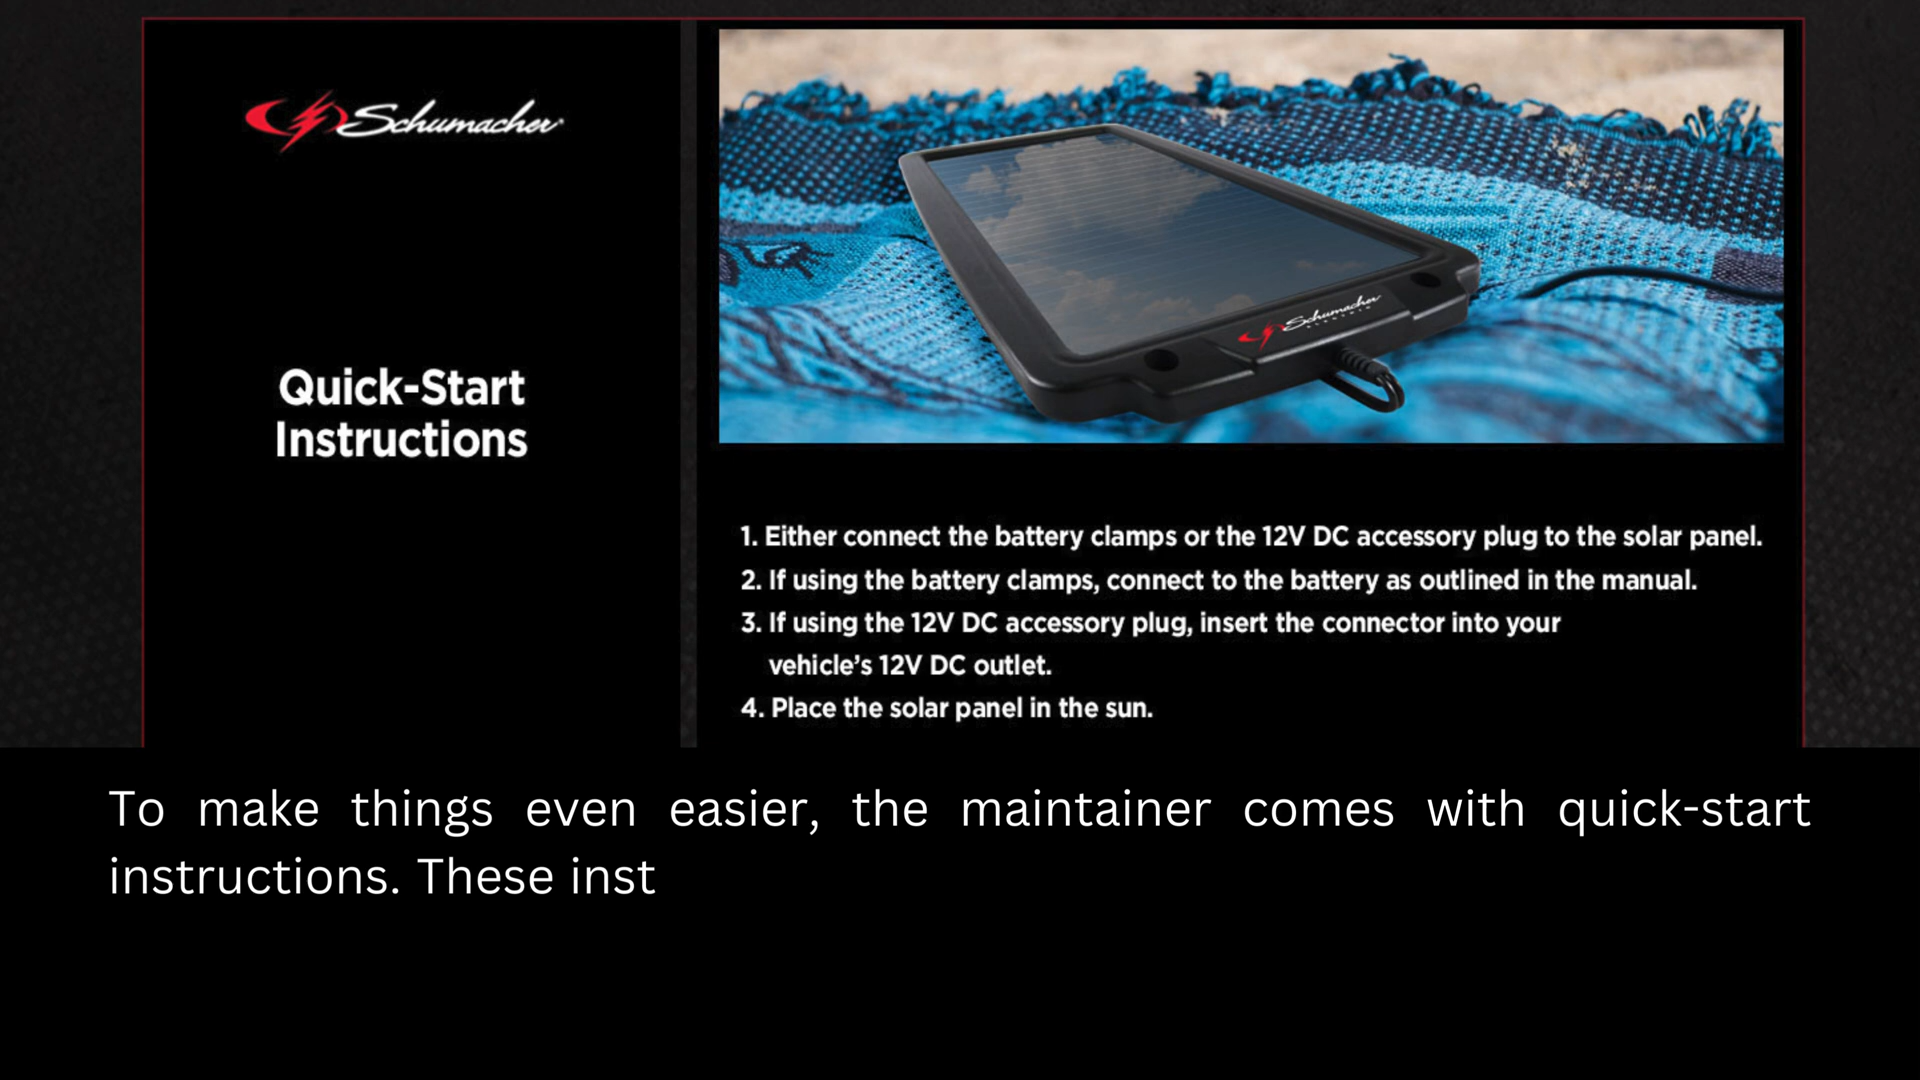 Schumacher
Quick-Start
Instructions
Schumacher
1. Either connect the battery clamps or the 12V DC accessory plug to the solar panel.
2. If using the battery clamps, connect to the battery as outlined in the manual.
3. If using the 12V DC accessory plug, insert the connector into your
vehicle's 12V DC outlet.
4. Place the solar panel in the sun.
To make things even easier, the maintainer comes with quick-start
instructions. These inst